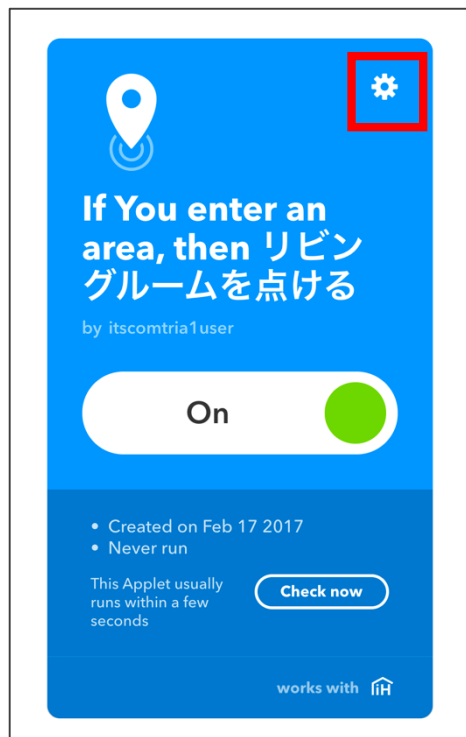 If You enter an
area, then リビン
グルームを点ける
by itscomtria1user
On
• Created on Feb 17 2017
• Never run
This Applet usually
runs within a few
seconds
Check now
works with iH